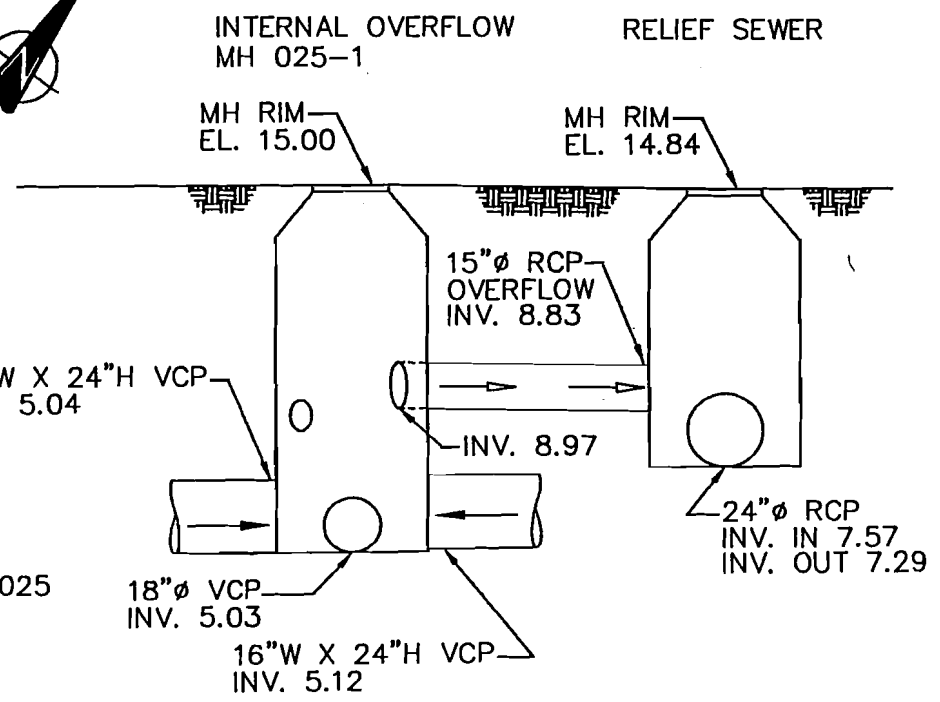 INTERNAL OVERFLOW
MH 025-1
RELIEF SEWER
MH RIM
EL. 15.00
MH RIM
EL. 14.84
15"ø RCP
OVERFLOW
INV. 8.83
W X 24"H VCP
5.04
INV. 8.97
24"ø RCP
INV. IN 7.57
INV. OUT 7.29
025
18"ø VCP
INV. 5.03
16"W X 24"H VCP
INV. 5.12